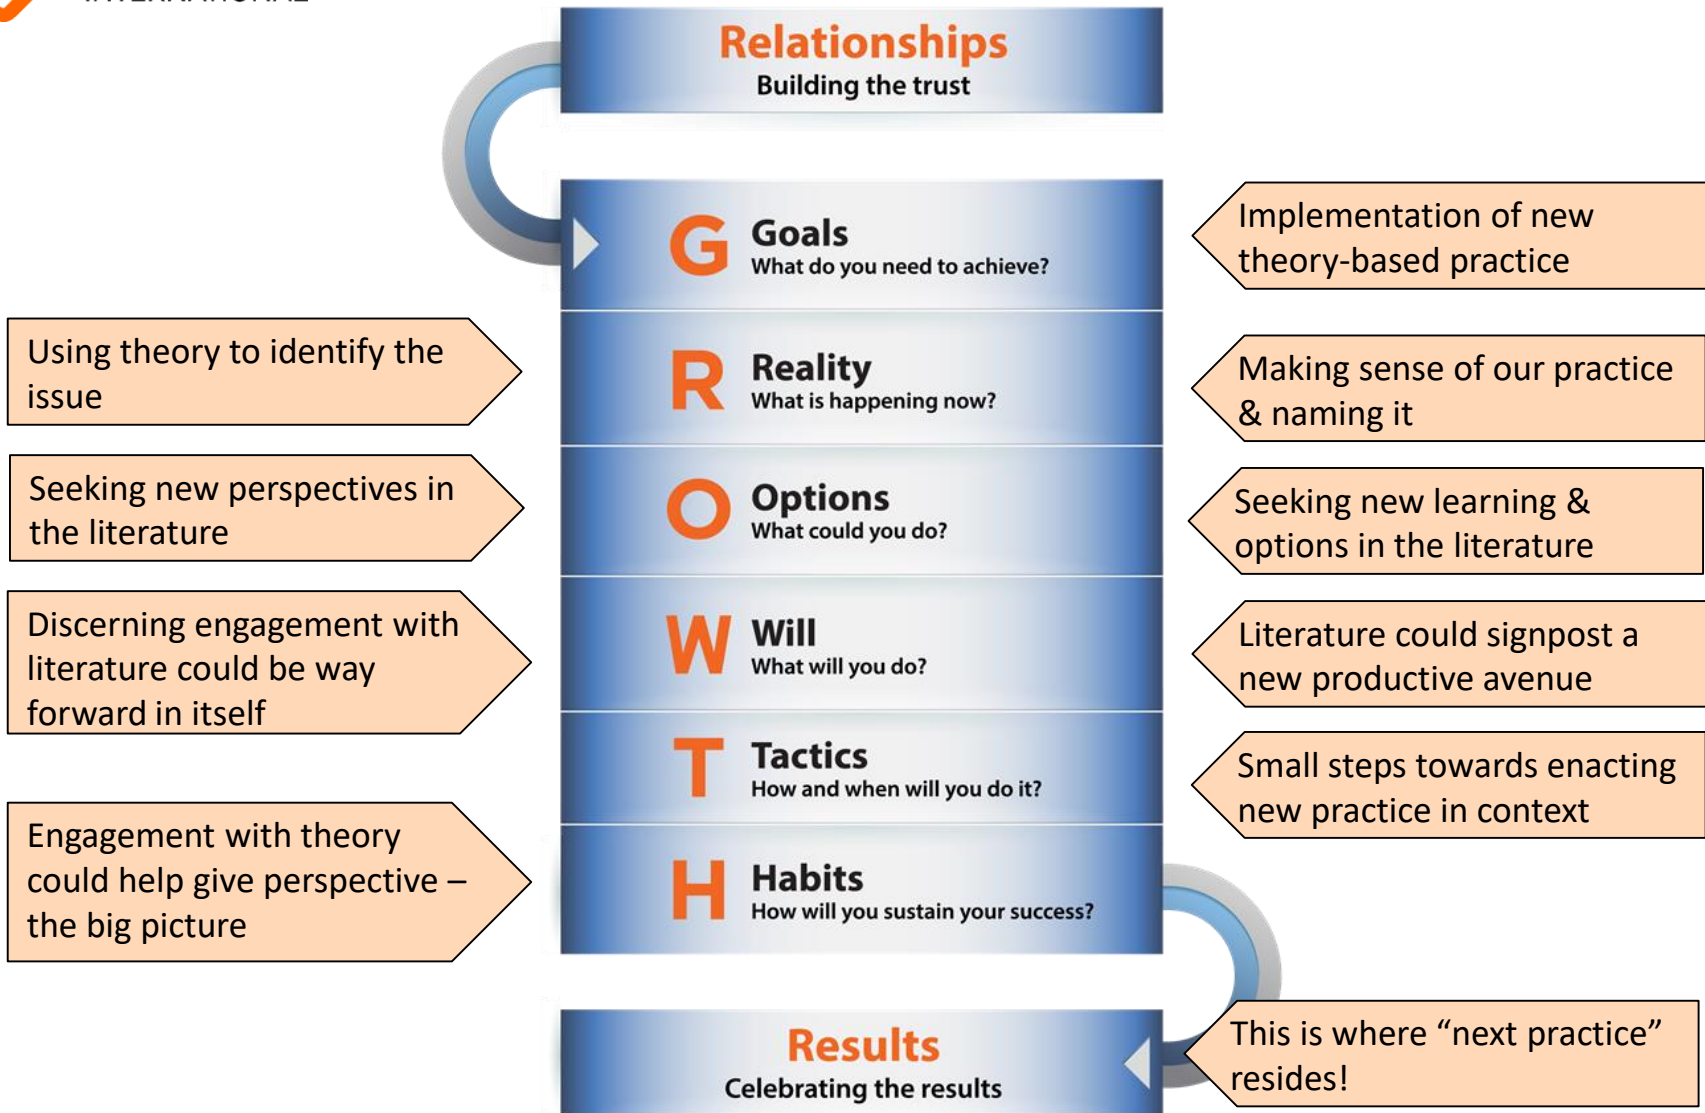 INTERNATIONAL
Relationships
Building the trust
G
Goals
What do you need to achieve?
Implementation of new
theory-based practice
Using theory to identify the
issue
R
Reality
What is happening now?
Making sense of our practice
& naming it
Seeking new perspectives in
the literature
O
Options
What could you do?
Seeking new learning &
options in the literature
Discerning engagement with
literature could be way
forward in itself
W
Will
What will you do?
Literature could signpost a
new productive avenue
T
Tactics
How and when will you do it?
Small steps towards enacting
new practice in context
Engagement with theory
could help give perspective –
the big picture
H
Habits
How will you sustain your success?
Results
Celebrating the results
This is where “next practice”
resides!